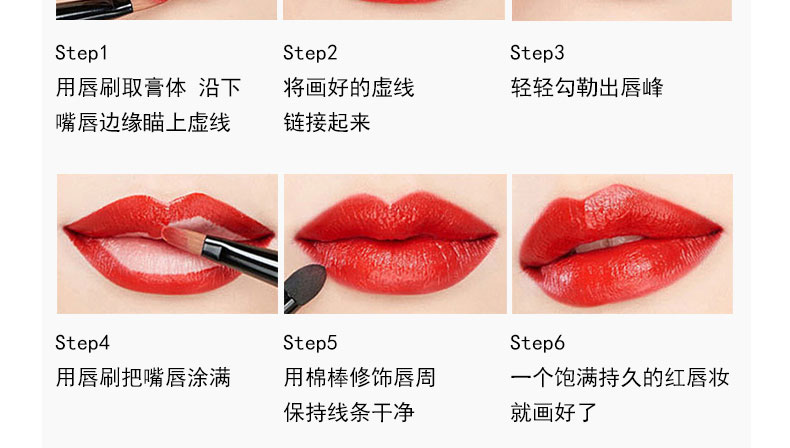 Step1
用唇刷取膏体 沿下
嘴唇边缘瞄上虚线
Step2
将画好的虚线
链接起来
Step3
轻轻勾勒出唇峰
Step4
用唇刷把嘴唇涂满
Step5
用棉棒修饰唇周
保持线条干净
Step6
一个饱满持久的红唇妆
就画好了